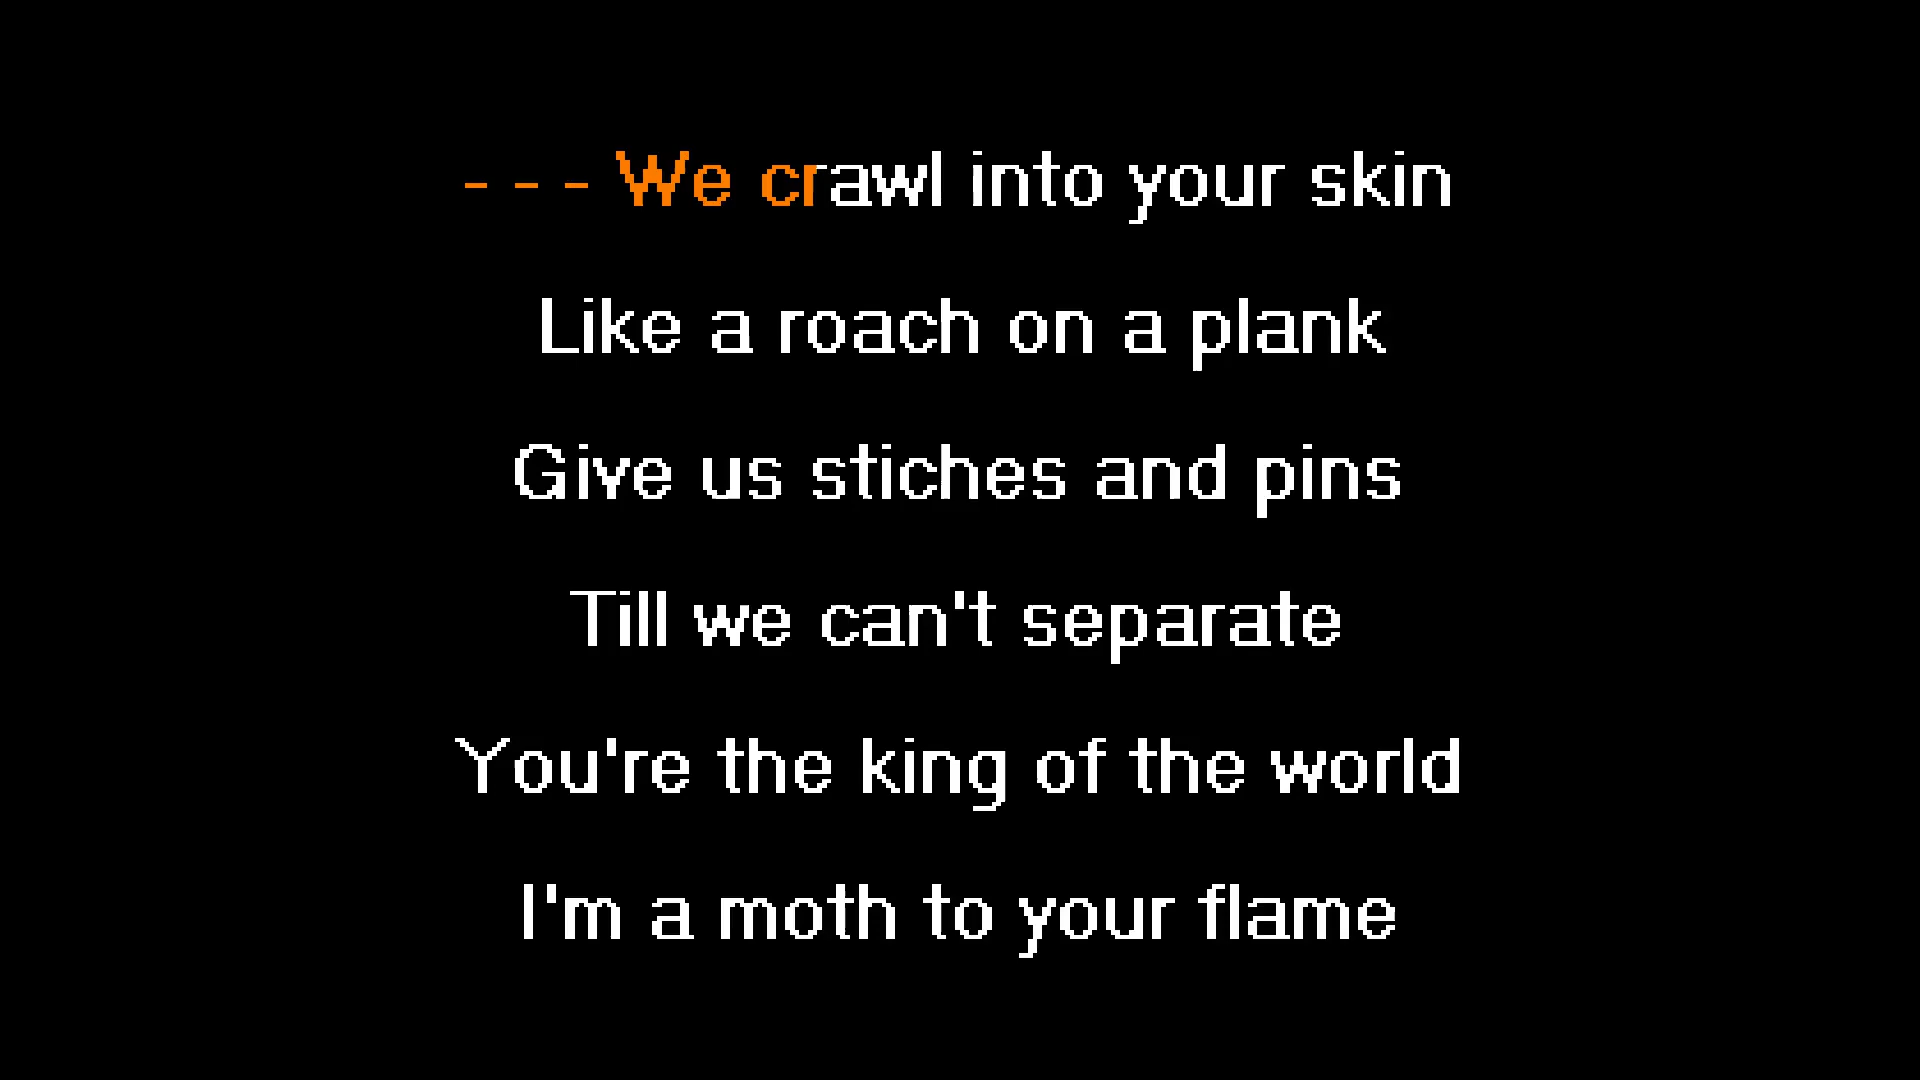 - - - We crawl into your skin
Like a roach on a plank
Give us stiches and pins
Till we can't separate
You're the king of the world
I'm a moth to your flame